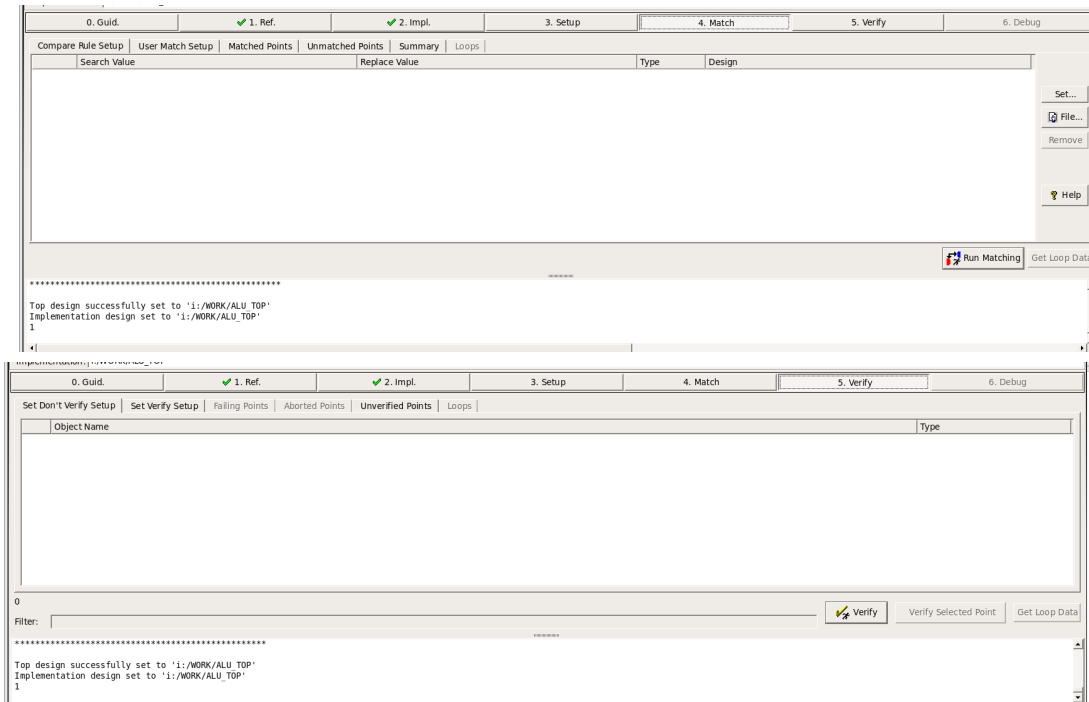 0. Guid. 1. Ref. 2. Impl. 3. Setup 4. Match 5. Verify 6. Debug
Compare Rule Setup User Match Setup Matched Points Unmatched Points Summary Loops
Search Value Replace Value Type Design
Set...
File...
Remove
Help
Run Matching Get Loop Data
**************************************************
Top design successfully set to 'i:/WORK/ALU_TOP'
Implementation design set to 'i:/WORK/ALU_TOP'
1
0. Guid. 1. Ref. 2. Impl. 3. Setup 4. Match 5. Verify 6. Debug
Set Don't Verify Setup Set Verify Setup Failing Points Aborted Points Unverified Points Loops
Object Name Type
0
Verify Verify Selected Point Get Loop Data
Filter:
**************************************************
Top design successfully set to 'i:/WORK/ALU_TOP'
Implementation design set to 'i:/WORK/ALU_TOP'
1